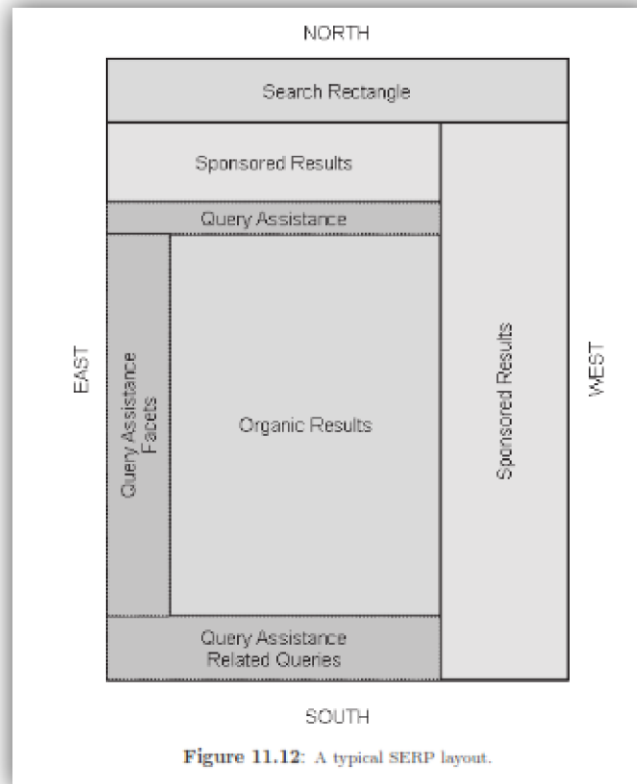 NORTH
Search Rectangle
Sponsored Results
Query Assistance
EAST
Query Assistance
Facets
Organic Results
Sponsored Results
WEST
Query Assistance
Related Queries
SOUTH
Figure 11.12: A typical SERP layout.